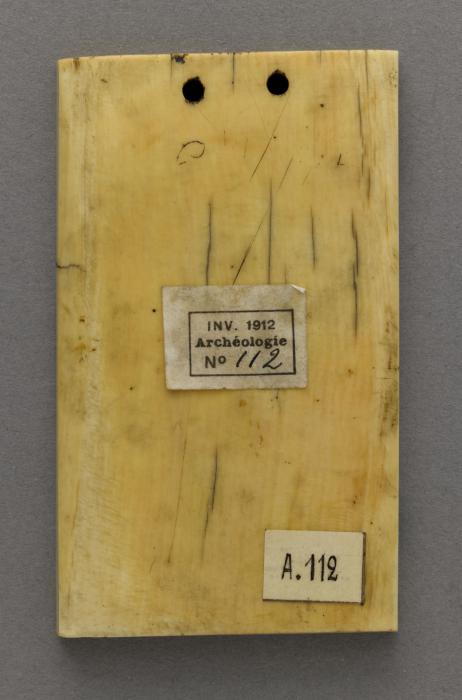 INV. 1912
Archéologie
Nº 112
A.112